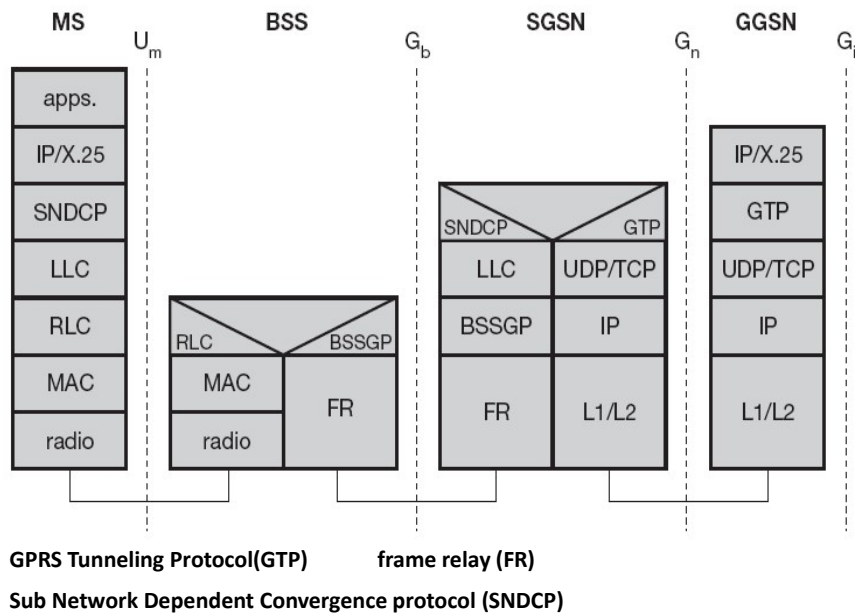 MS BSS SGSN GGSN
Um Gb Gn Gi
apps.
IP/X.25 IP/X.25
SNDCP SNDCP GTP GTP
LLC LLC UDP/TCP UDP/TCP
RLC RLC BSSGP BSSGP IP IP
MAC MAC FR FR L1/L2 L1/L2
radio radio
GPRS Tunneling Protocol(GTP) frame relay (FR)
Sub Network Dependent Convergence protocol (SNDCP)